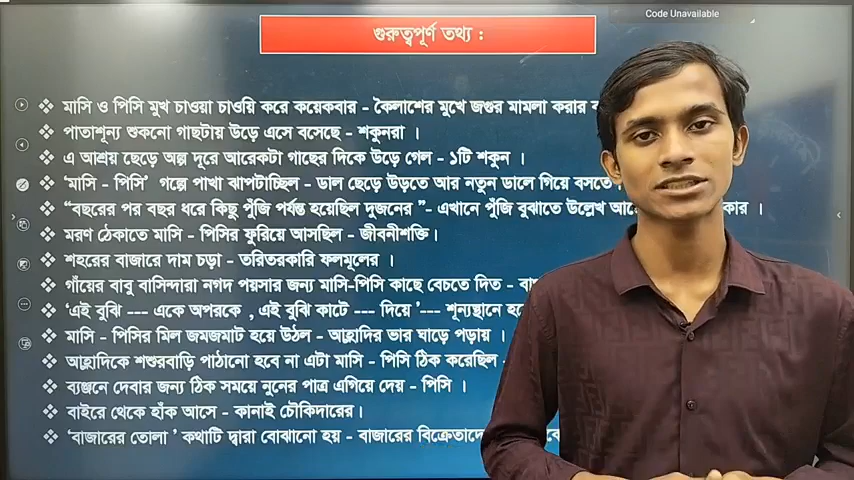 Code Unavailable
গুরুত্বপূর্ণ তথ্য :
❖ মাসি ও পিসি মুখ চাওয়া চাওয়ি করে কয়েকবার - কৈলাশের মুখে জগুর মামলা করার
❖ পাতাশূন্য শুকনো গাছটায় উড়ে এসে বসেছে - শকুনরা ।
❖ এ আশ্রয় ছেড়ে অল্প দূরে আরেকটা গাছের দিকে উড়ে গেল - ১টি শকুন ।
❖ ‘মাসি - পিসি’ গল্পে পাখা ঝাপটাচ্ছিল - ডাল ছেড়ে উড়তে আর নতুন ডালে গিয়ে বসতে
❖ “বছরের পর বছর ধরে কিছু পুঁজি পর্যন্ত হয়েছিল দুজনের ”- এখানে পুঁজি বুঝাতে উল্লেখ ।
❖ মরণ ঠেকাতে মাসি - পিসির ফুরিয়ে আসছিল - জীবনীশক্তি।
❖ শহরের বাজারে দাম চড়া - তরিতরকারি ফলমূলের ।
❖ গাঁয়ের বাবু বাসিন্দারা নগদ পয়সার জন্য মাসি-পিসি কাছে বেচতে দিত -
❖ ‘এই বুঝি --- একে অপরকে , এই বুঝি কাটে --- দিয়ে ’--- শূন্যস্থানে
❖ মাসি - পিসির মিল জমজমাট হয়ে উঠল - আহ্লাদির ভার ঘাড়ে পড়ায় ।
❖ আহ্লাদিকে শশুরবাড়ি পাঠানো হবে না এটা মাসি - পিসি ঠিক করেছিল -
❖ ব্যঞ্জনে দেবার জন্য ঠিক সময়ে নুনের পাত্র এগিয়ে দেয় - পিসি ।
❖ বাইরে থেকে হাঁক আসে - কানাই চৌকিদারের।
❖ ‘বাজারের তোলা ’ কথাটি দ্বারা বোঝানো হয় - বাজারের